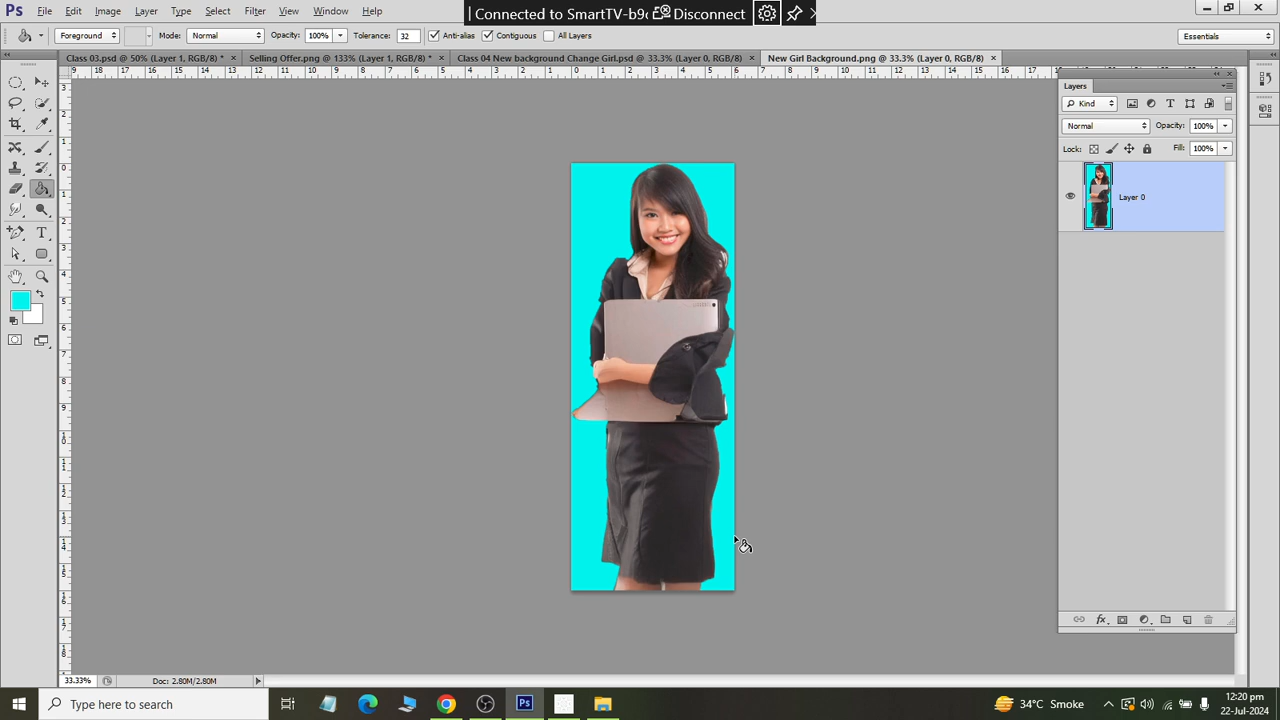 Ps File Edit Image Layer Type Select Filter View Window Help
Connected to SmartTV-b9 Disconnect
Foreground Mode: Normal Opacity: 100% Tolerance: 32 Anti-alias Contiguous All Layers Essentials
Class 03.psd @ 50% (Layer 1, RGB/8) * × Selling Offer.png @ 133% (Layer 1, RGB/8) * × Class 04 New background Change Girl.psd @ 33.3% (Layer 0, RGB/8) × New Girl Background.png @ 33.3% (Layer 0, RGB/8) ×
Layers
Kind
Normal Opacity: 100%
Lock: Fill: 100%
Layer 0
33.33% Doc: 2.80M/2.80M
Type here to search Ps 34°C Smoke 12:20 pm
22-Jul-2024